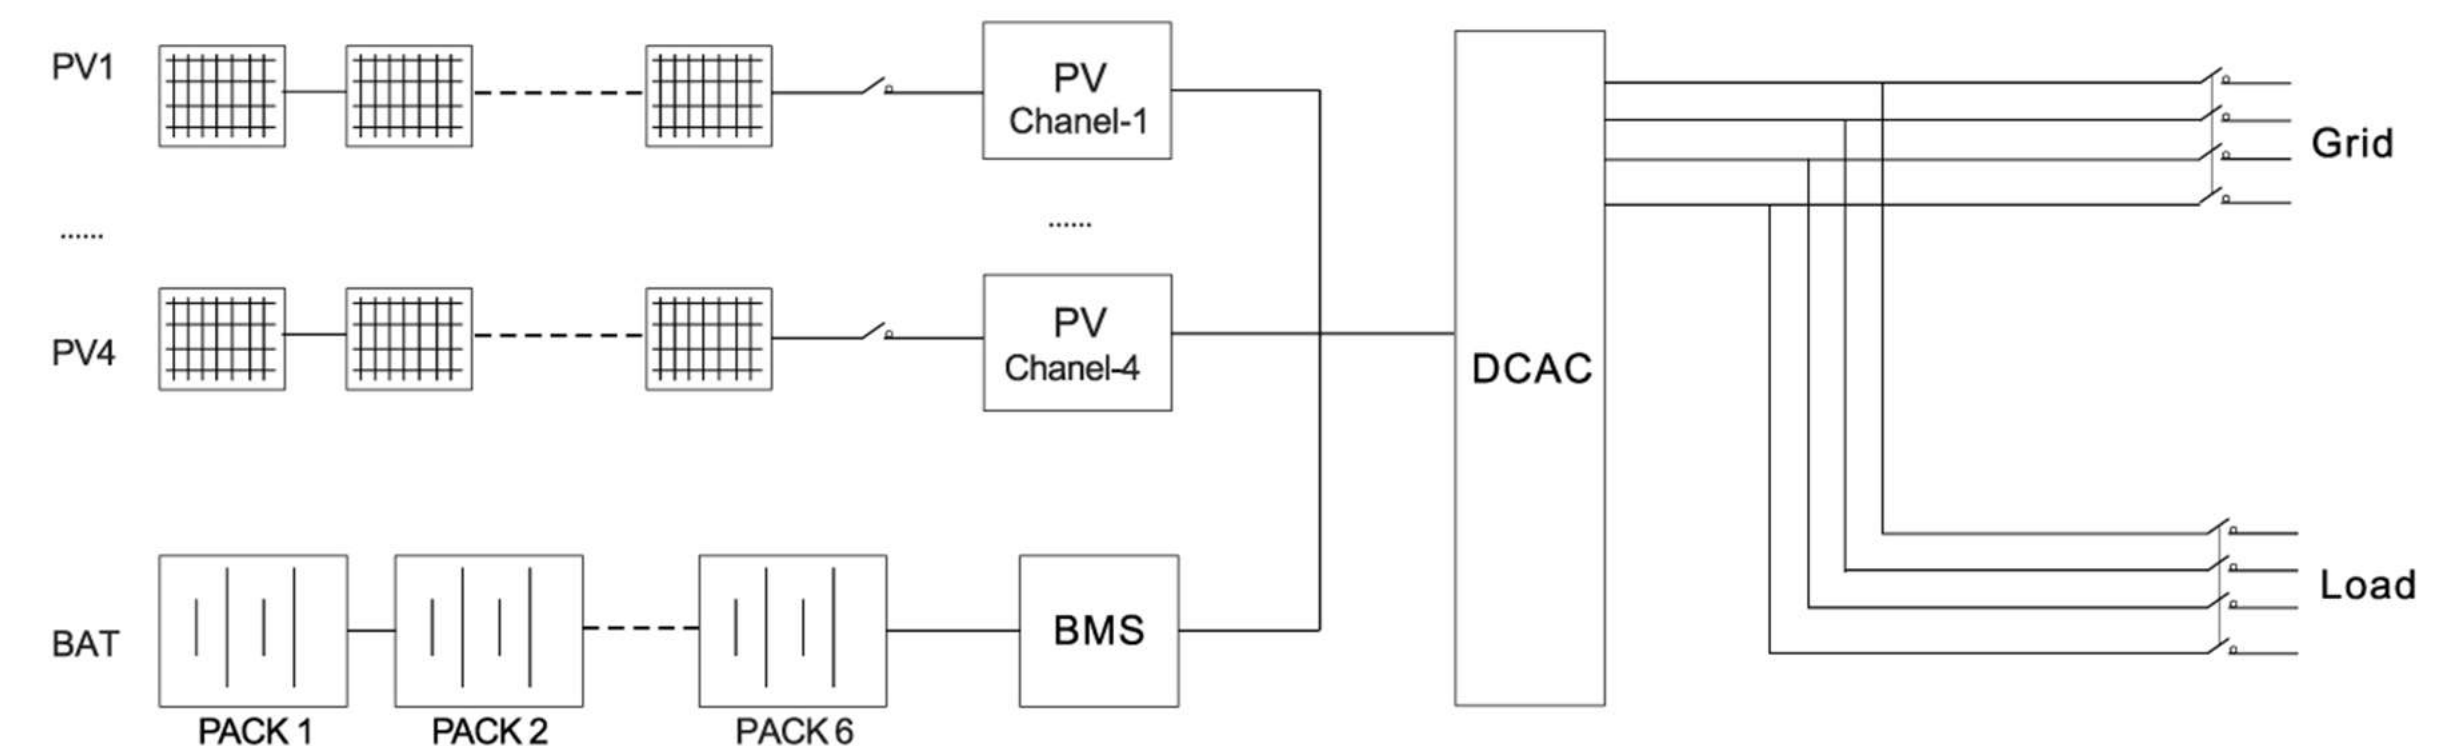 PV1
PV
Chanel-1
Grid
......
......
PV4
PV
Chanel-4
DCAC
Load
BAT
BMS
PACK 1
PACK 2
PACK 6